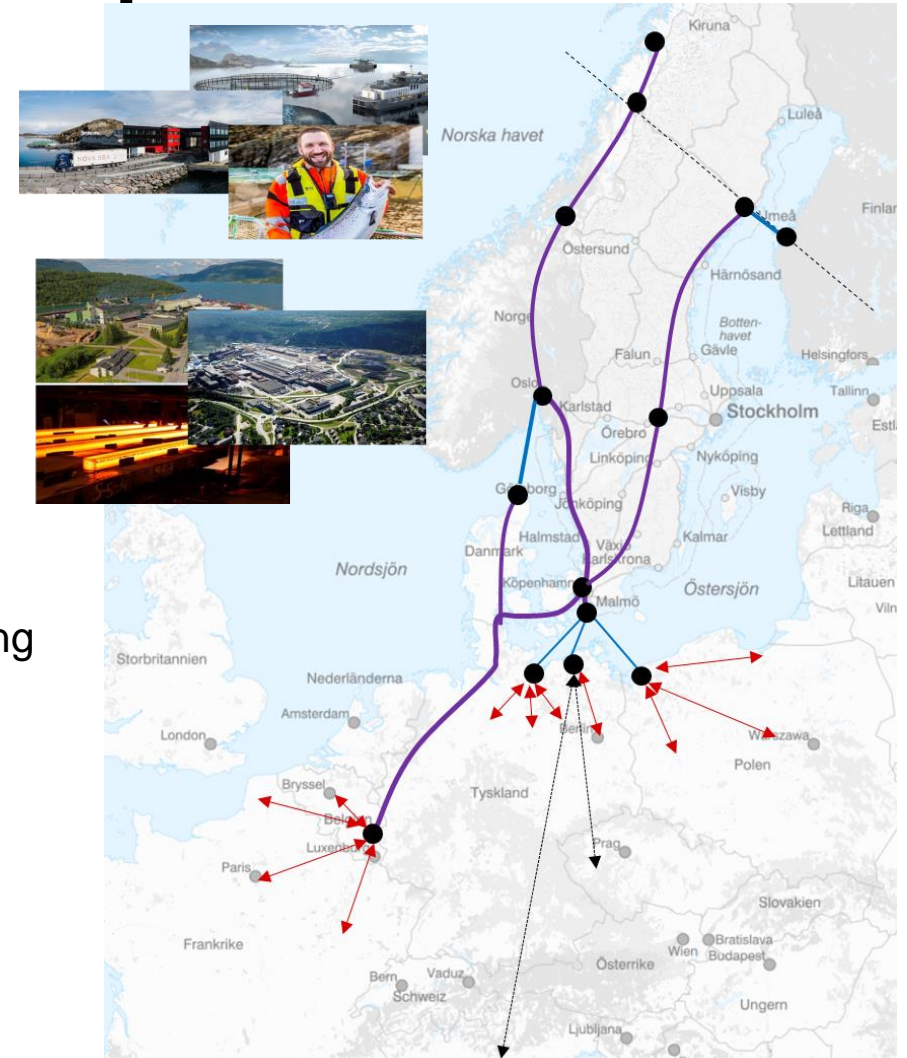 Kiruna
Luleå
Norska havet
NOVA SEA
Umeå
Finlan
Östersund
Härnösand
Norge
Botten-
havet
Falun
Gävle
Helsingfors
Oslo
Karlstad
Uppsala
Tallinn
Stockholm
Örebro
Estl
Linköping
Nyköping
Göteborg
Jönköping
Visby
Riga
Lettland
Danmark
Halmstad
Växjö
Kalmar
Karlskrona
Nordsjön
Köpenhamn
Östersjön
Litauen
Malmö
Viln
ng
Storbritannien
Nederländerna
Amsterdam
London
Berlin
Warszawa
Polen
Bryssel
Tyskland
Belgien
Luxenburg
Prag
Paris
Slovakien
Frankrike
Wien
Bratislava
Budapest
Bern
Vaduz
Österrike
Schweiz
Ungern
Ljubljana